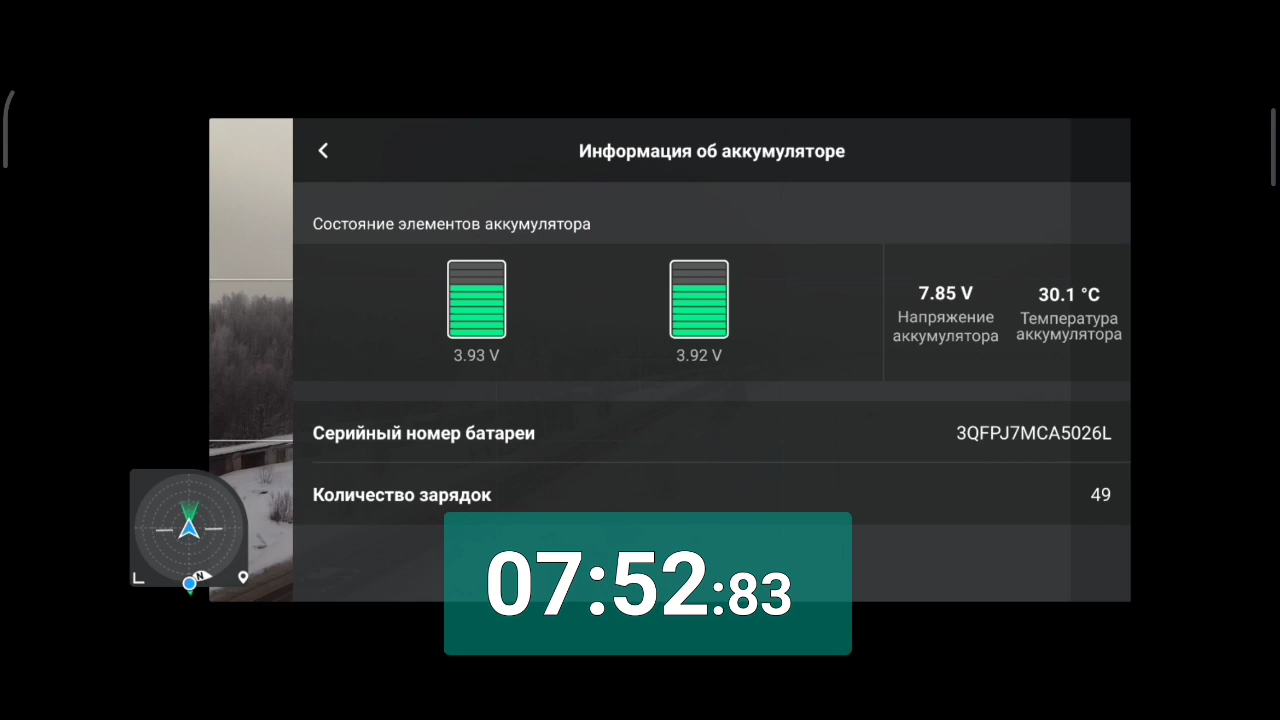 Информация об аккумуляторе
Состояние элементов аккумулятора
3.93 V
3.92 V
7.85 V
Напряжение
аккумулятора
30.1 °C
Температура
аккумулятора
Серийный номер батареи
3QFPJ7MCA5026L
Количество зарядок
49
N
07:52:83